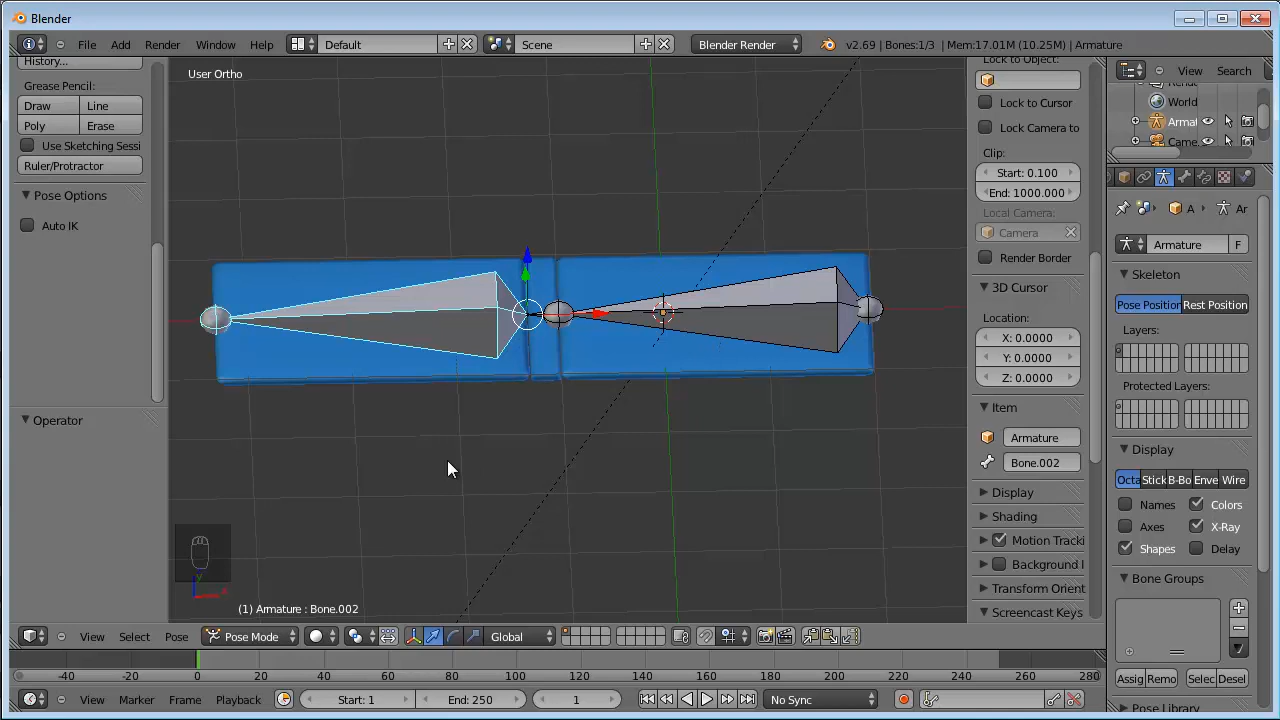 Blender
File Add Render Window Help Default Scene Blender Render v2.69 | Bones:1/3 | Mem:17.01M (10.25M) | Armature
History...
Grease Pencil:
Draw Line
Poly Erase
Use Sketching Sessi
Ruler/Protractor
Pose Options
Auto IK
Operator
User Ortho
(1) Armature : Bone.002
Lock to Object:
Lock to Cursor
Lock Camera to
Clip:
Start: 0.100
End: 1000.000
Local Camera:
Camera
Render Border
3D Cursor
Location:
X: 0.0000
Y: 0.0000
Z: 0.0000
Item
Armature
Bone.002
Display
Shading
Motion Tracki
Background I
Transform Orient
Screencast Keys
View Search
World
Armat
Came
A Ar
Armature F
Skeleton
Pose Position Rest Position
Layers:
Protected Layers:
Display
Octa Stick B-Bo Enve Wire
Names Colors
Axes X-Ray
Shapes Delay
Bone Groups
Assig Remo Selec Desel
Pose Library
View Select Pose Pose Mode Global
-40 -20 0 20 40 60 80 100 120 140 160 180 200 220 240 260 280
View Marker Frame Playback Start: 1 End: 250 1 No Sync